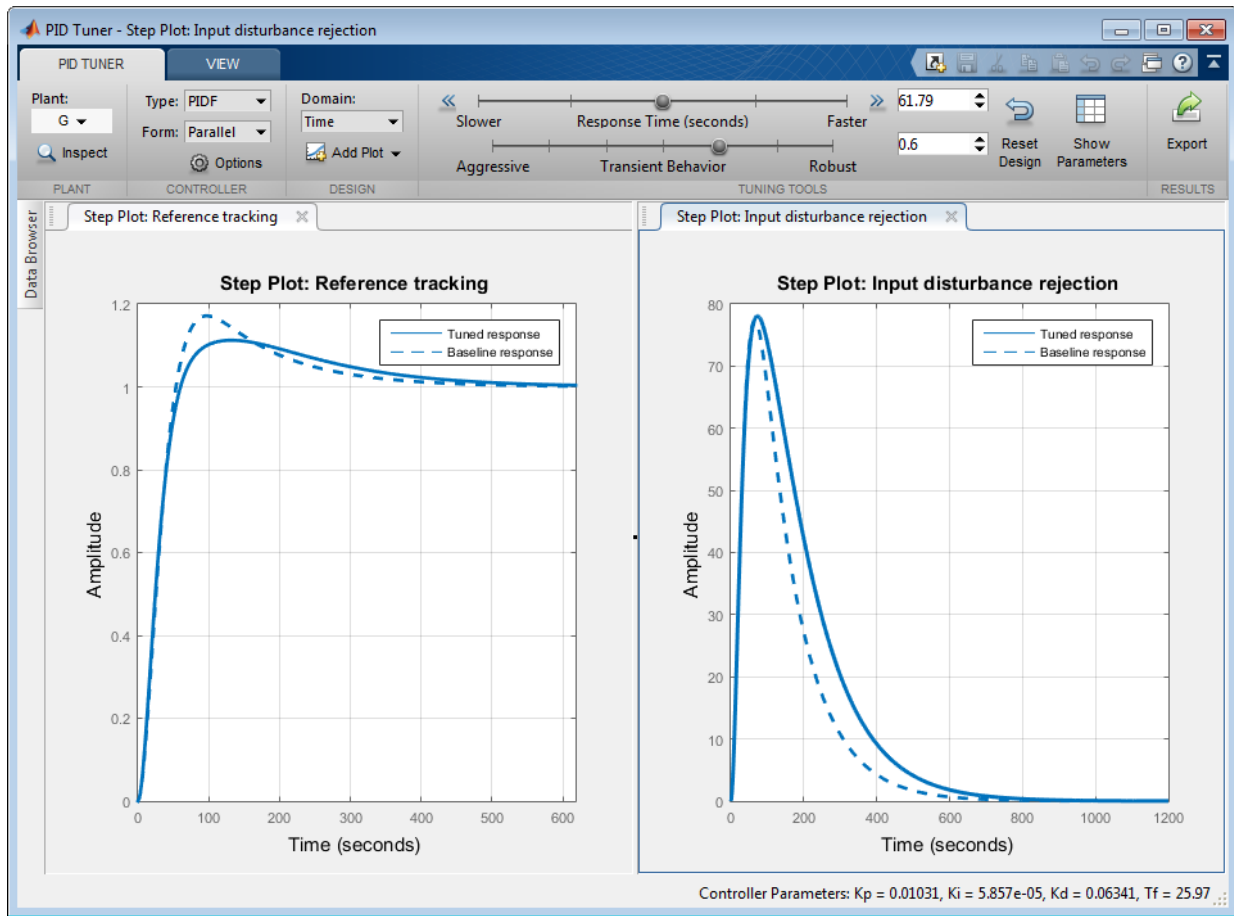 PID Tuner - Step Plot: Input disturbance rejection
PID TUNER VIEW
Plant:
G
Inspect
PLANT
Type: PIDF
Form: Parallel
Options
CONTROLLER
Domain:
Time
Add Plot
DESIGN
Slower Response Time (seconds) Faster
61.79
Aggressive Transient Behavior Robust
0.6
Reset
Design
Show
Parameters
TUNING TOOLS
Export
RESULTS
Data Browser
Step Plot: Reference tracking
Step Plot: Reference tracking
Tuned response
Baseline response
Amplitude
1.2
1
0.8
0.6
0.4
0.2
0
0 100 200 300 400 500 600
Time (seconds)
Step Plot: Input disturbance rejection
Step Plot: Input disturbance rejection
Tuned response
Baseline response
Amplitude
80
70
60
50
40
30
20
10
0
0 200 400 600 800 1000 1200
Time (seconds)
Controller Parameters: Kp = 0.01031, Ki = 5.857e-05, Kd = 0.06341, Tf = 25.97